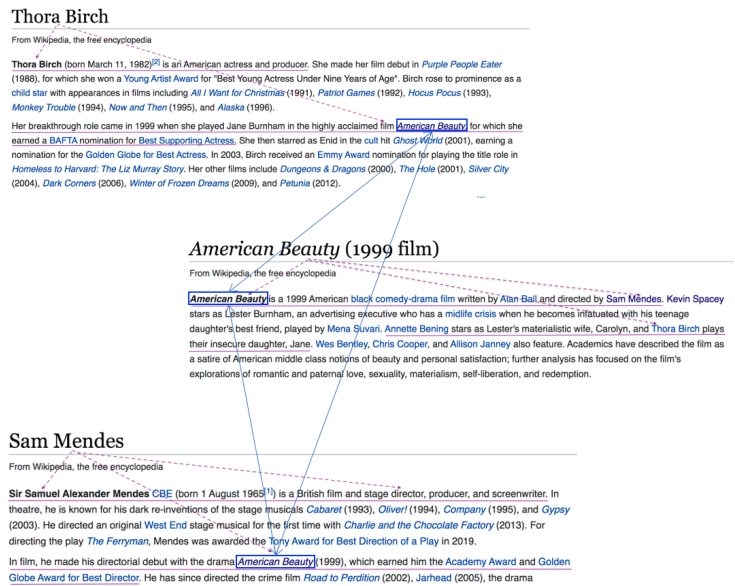 Thora Birch
From Wikipedia, the free encyclopedia
Thora Birch (born March 11, 1982)[2] is an American actress and producer. She made her film debut in Purple People Eater
(1988), for which she won a Young Artist Award for "Best Young Actress Under Nine Years of Age". Birch rose to prominence as a
child star with appearances in films including All I Want for Christmas (1991), Patriot Games (1992), Hocus Pocus (1993),
Monkey Trouble (1994), Now and Then (1995), and Alaska (1996).
Her breakthrough role came in 1999 when she played Jane Burnham in the highly acclaimed film American Beauty, for which she
earned a BAFTA nomination for Best Supporting Actress. She then starred as Enid in the cult hit Ghost World (2001), earning a
nomination for the Golden Globe for Best Actress. In 2003, Birch received an Emmy Award nomination for playing the title role in
Homeless to Harvard: The Liz Murray Story. Her other films include Dungeons & Dragons (2000), The Hole (2001), Silver City
(2004), Dark Corners (2006), Winter of Frozen Dreams (2009), and Petunia (2012).
...
American Beauty (1999 film)
From Wikipedia, the free encyclopedia
American Beauty is a 1999 American black comedy-drama film written by Alan Ball and directed by Sam Mendes. Kevin Spacey
stars as Lester Burnham, an advertising executive who has a midlife crisis when he becomes infatuated with his teenage
daughter's best friend, played by Mena Suvari. Annette Bening stars as Lester's materialistic wife, Carolyn, and Thora Birch plays
their insecure daughter, Jane. Wes Bentley, Chris Cooper, and Allison Janney also feature. Academics have described the film as
a satire of American middle class notions of beauty and personal satisfaction; further analysis has focused on the film's
explorations of romantic and paternal love, sexuality, materialism, self-liberation, and redemption.
Sam Mendes
From Wikipedia, the free encyclopedia
Sir Samuel Alexander Mendes CBE (born 1 August 1965[1]) is a British film and stage director, producer, and screenwriter. In
theatre, he is known for his dark re-inventions of the stage musicals Cabaret (1993), Oliver! (1994), Company (1995), and Gypsy
(2003). He directed an original West End stage musical for the first time with Charlie and the Chocolate Factory (2013). For
directing the play The Ferryman, Mendes was awarded the Tony Award for Best Direction of a Play in 2019.
In film, he made his directorial debut with the drama American Beauty (1999), which earned him the Academy Award and Golden
Globe Award for Best Director. He has since directed the crime film Road to Perdition (2002), Jarhead (2005), the drama